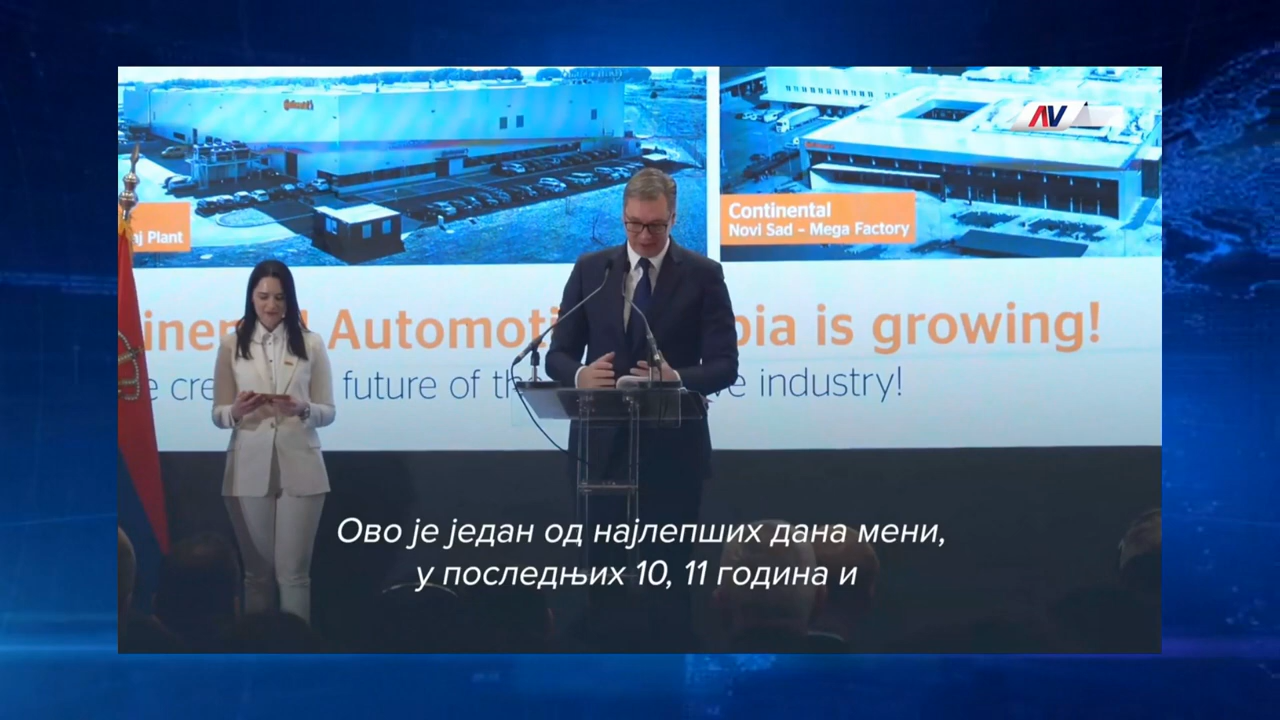 AV
Continental
Novi Sad – Mega Factory
Plant
Automoti is growing!
future of industry!
Ово је један од најлепших дана мени,
у последњих 10, 11 година и